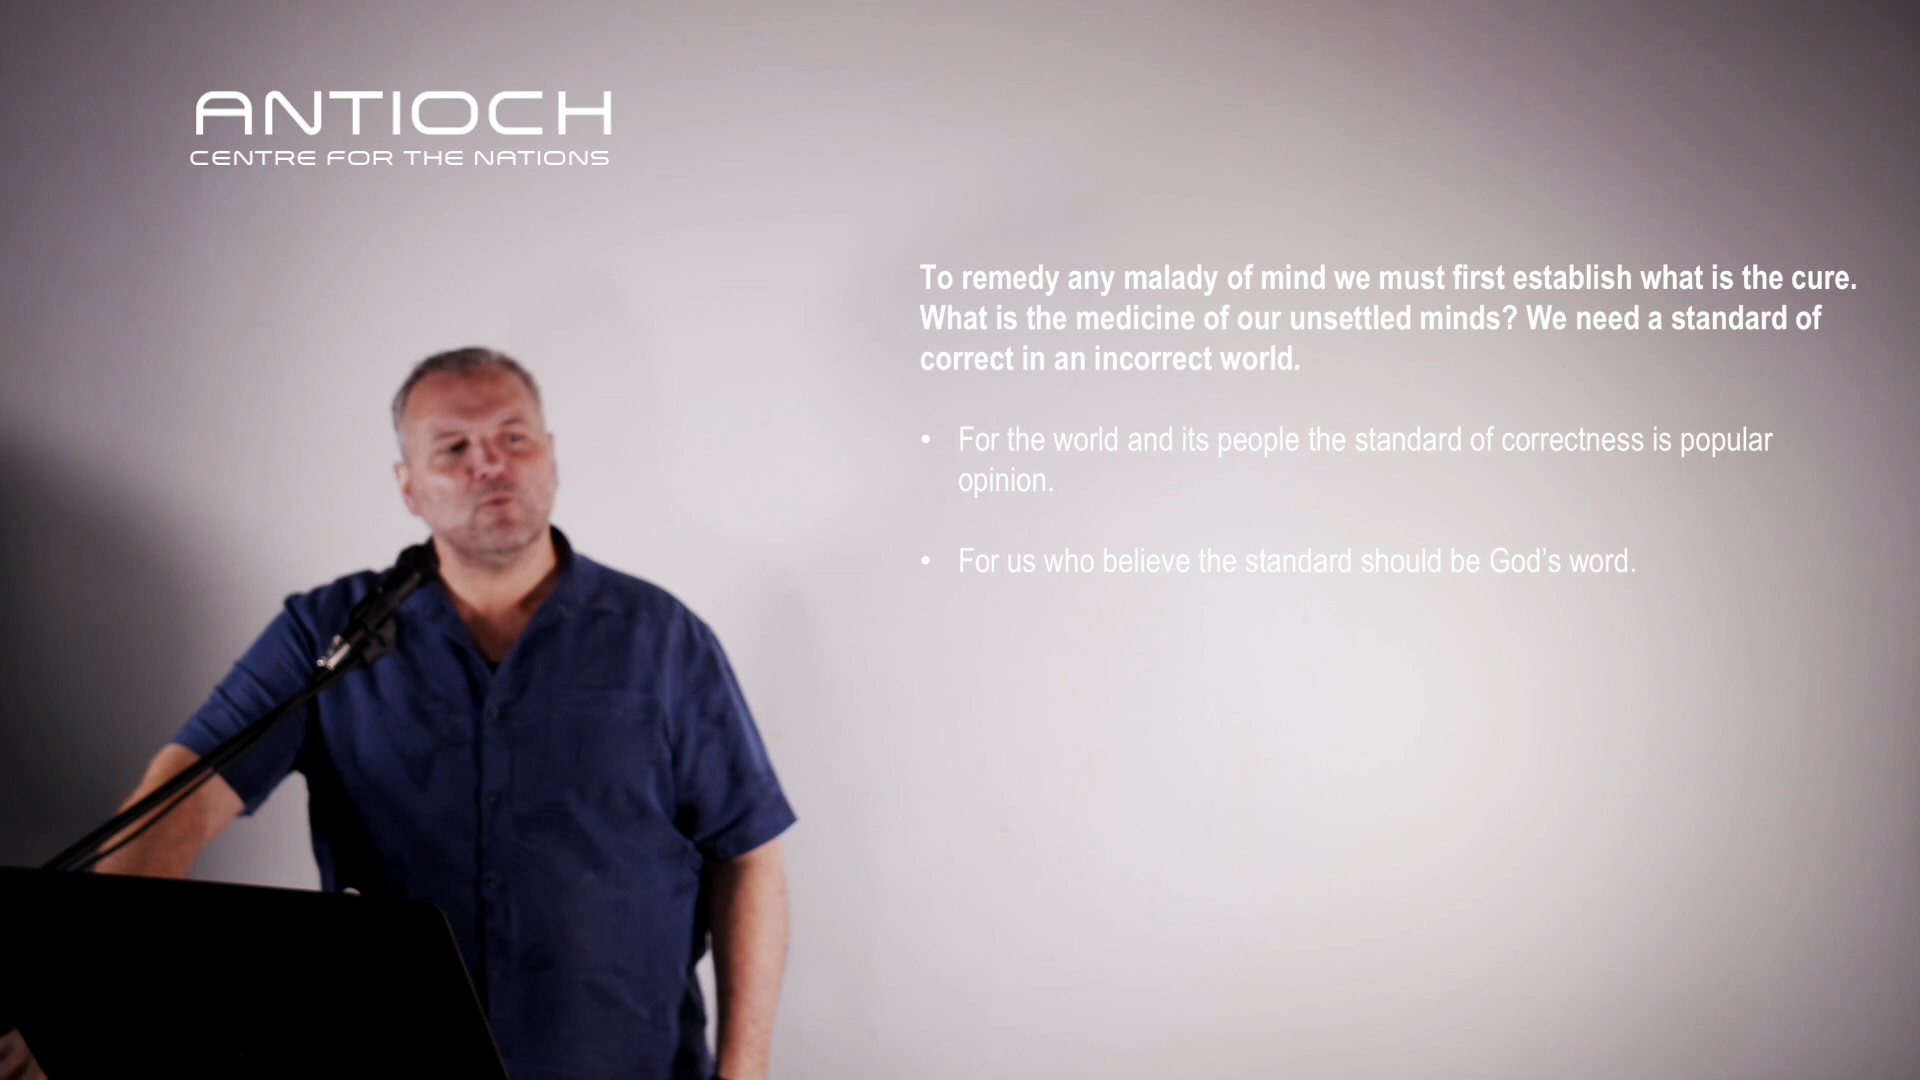 ANTIOCH
CENTRE FOR THE NATIONS
To remedy any malady of mind we must first establish what is the cure.
What is the medicine of our unsettled minds? We need a standard of
correct in an incorrect world.
• For the world and its people the standard of correctness is popular
opinion.
• For us who believe the standard should be God’s word.